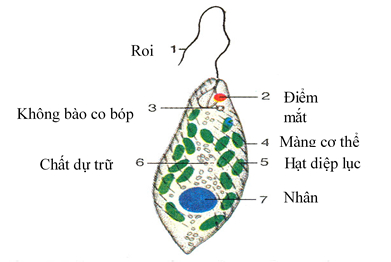 Roi 1
2 Điểm
mắt
Không bào co bóp 3
4 Màng cơ thể
Chất dự trữ 6
5 Hạt diệp lục
7 Nhân